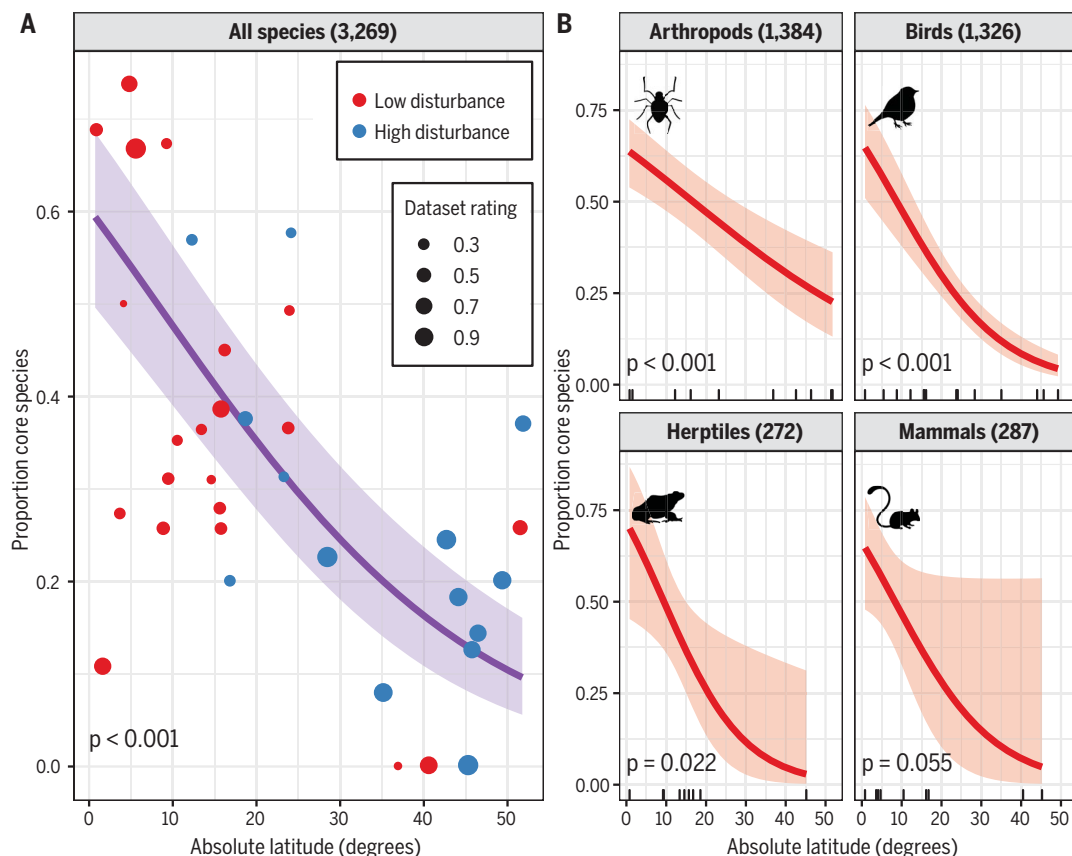 A
All species (3,269)
Low disturbance
High disturbance
Dataset rating
0.3
0.5
0.7
0.9
p < 0.001
0.6
0.4
0.2
0.0
Proportion core species
0 10 20 30 40 50
Absolute latitude (degrees)
B
Arthropods (1,384)
Birds (1,326)
0.75
0.50
0.25
0.00
p < 0.001
p < 0.001
Herptiles (272)
Mammals (287)
0.75
0.50
0.25
0.00
p = 0.022
p = 0.055
Proportion core species
0 10 20 30 40 50
0 10 20 30 40 50
Absolute latitude (degrees)